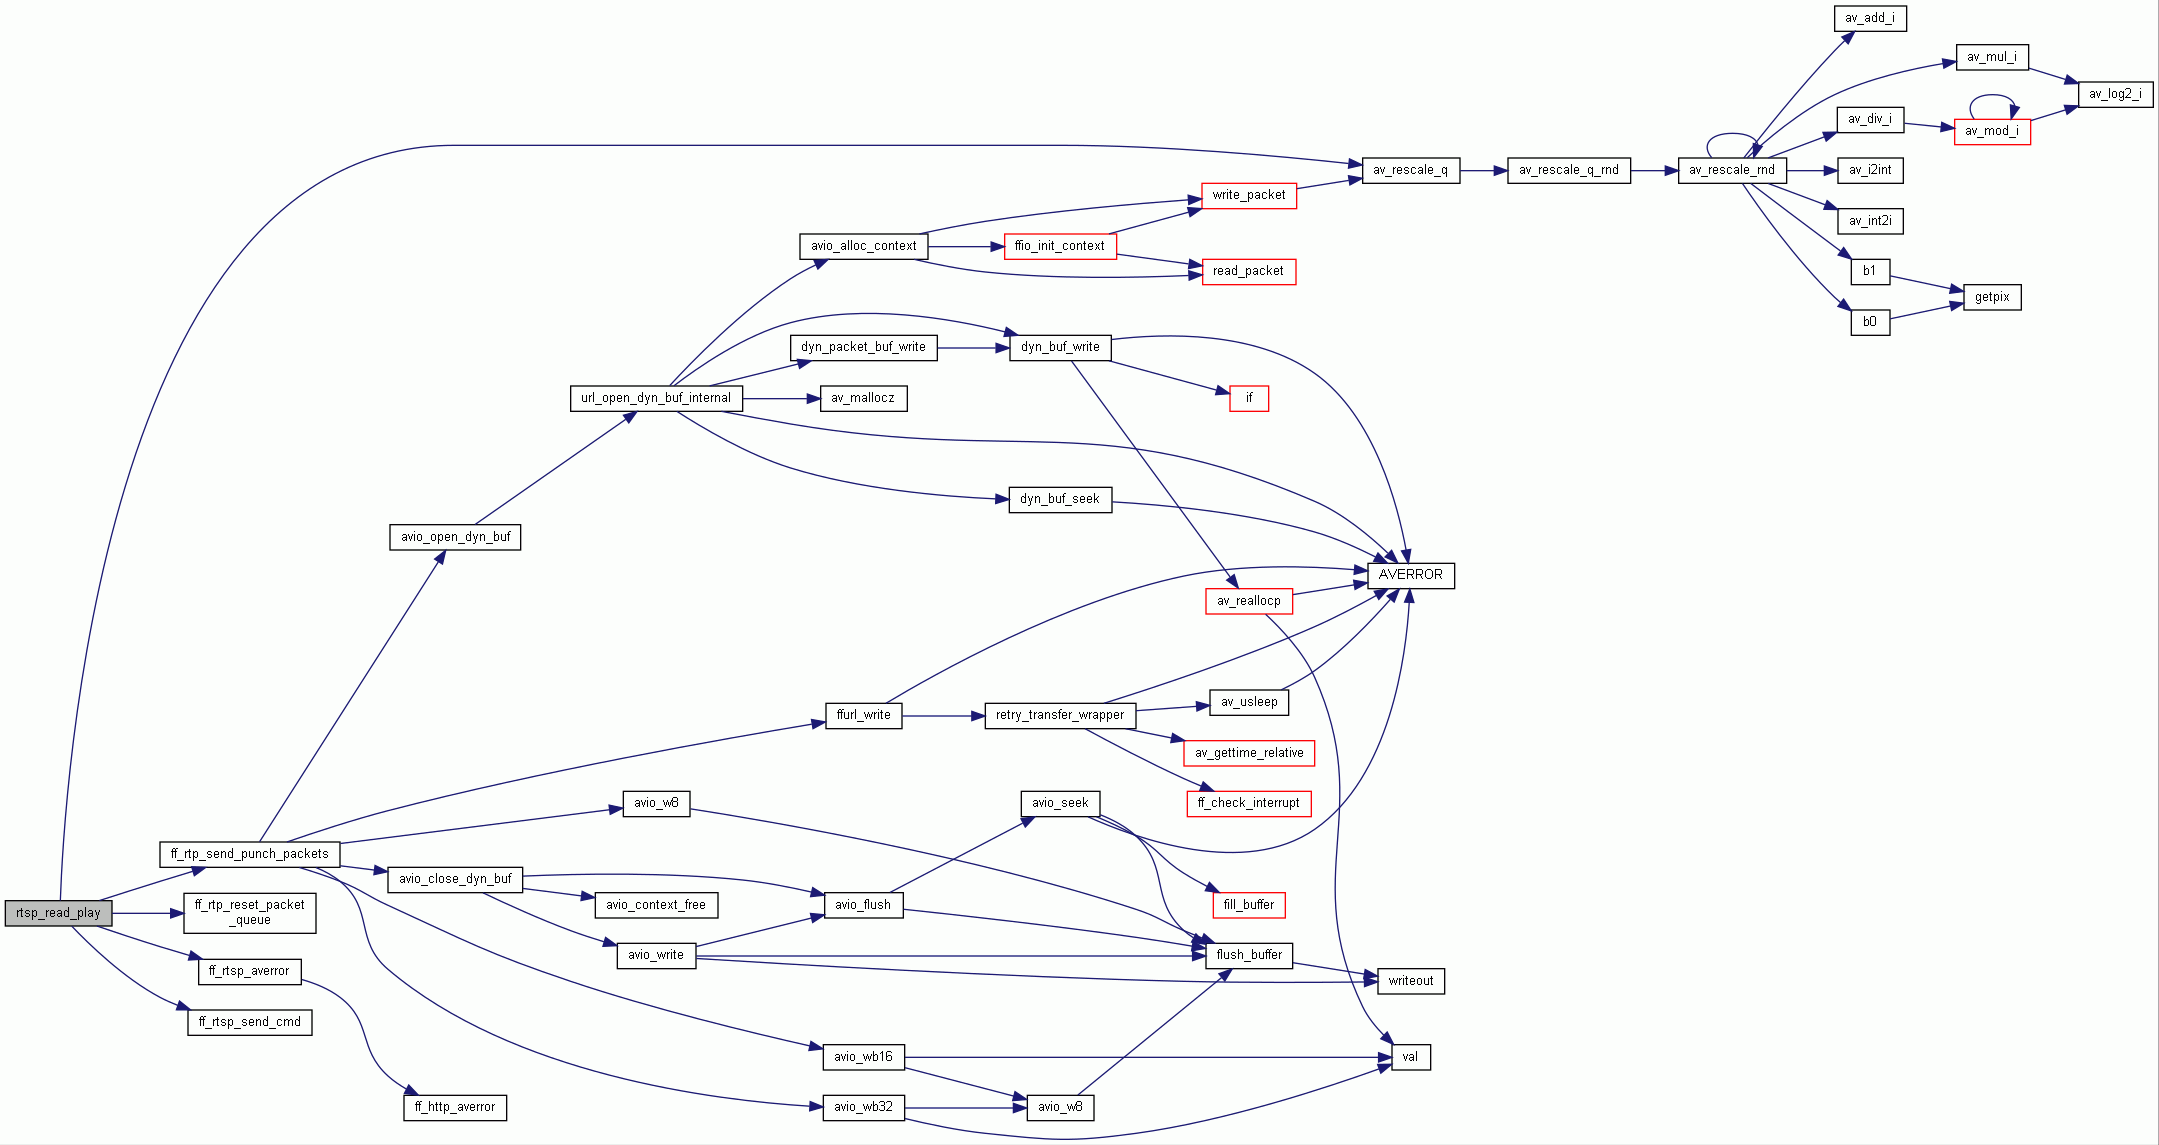 av_add_i
av_mul_i
av_log2_i
av_div_i
av_mod_i
av_rescale_q
av_rescale_q_rnd
av_rescale_rnd
av_i2int
write_packet
av_int2i
avio_alloc_context
ffio_init_context
read_packet
b1
getpix
b0
dyn_packet_buf_write
dyn_buf_write
url_open_dyn_buf_internal
av_mallocz
if
dyn_buf_seek
avio_open_dyn_buf
AVERROR
av_reallocp
av_usleep
ffurl_write
retry_transfer_wrapper
av_gettime_relative
avio_w8
avio_seek
ff_check_interrupt
ff_rtp_send_punch_packets
avio_close_dyn_buf
rtsp_read_play
ff_rtp_reset_packet
_queue
avio_context_free
avio_flush
fill_buffer
avio_write
flush_buffer
ff_rtsp_averror
writeout
ff_rtsp_send_cmd
avio_wb16
val
ff_http_averror
avio_wb32
avio_w8